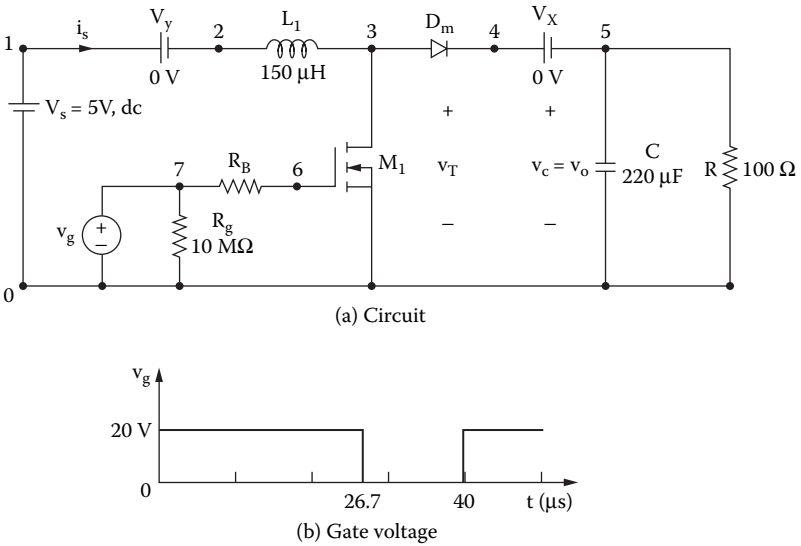 1
i_s
V_y
0 V
2
L_1
150 μH
3
D_m
4
V_X
0 V
5
V_s = 5V, dc
7
R_B
6
M_1
+
v_T
−
+
v_c = v_o
−
C
220 μF
R
100 Ω
v_g
+
−
R_g
10 MΩ
0
(a) Circuit
v_g
20 V
0
26.7
40
t (μs)
(b) Gate voltage